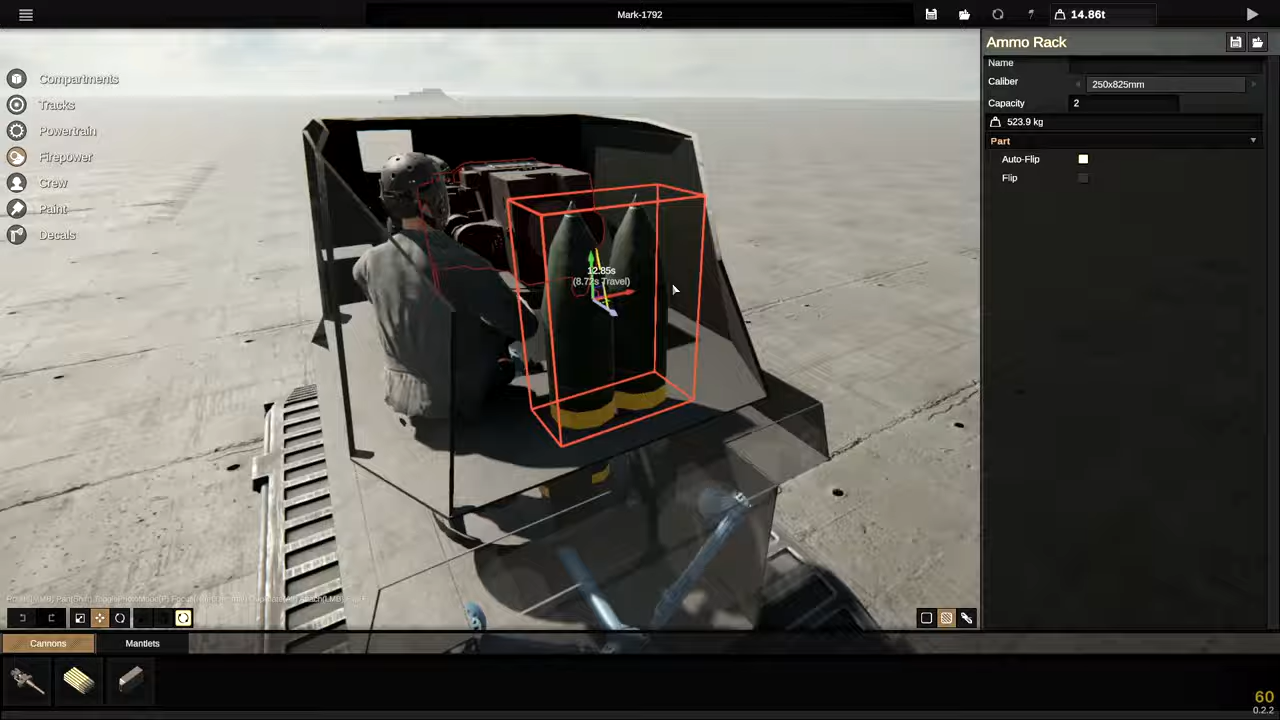 Mark-1792
14.86t
Compartments
Tracks
Powertrain
Firepower
Crew
Paint
Decals
Ammo Rack
Name
Caliber
250x825mm
Capacity
2
523.9 kg
Part
Auto-Flip
Flip
12.85s
(8.72s Travel)
Cannons
Mantlets
60
0.2.2